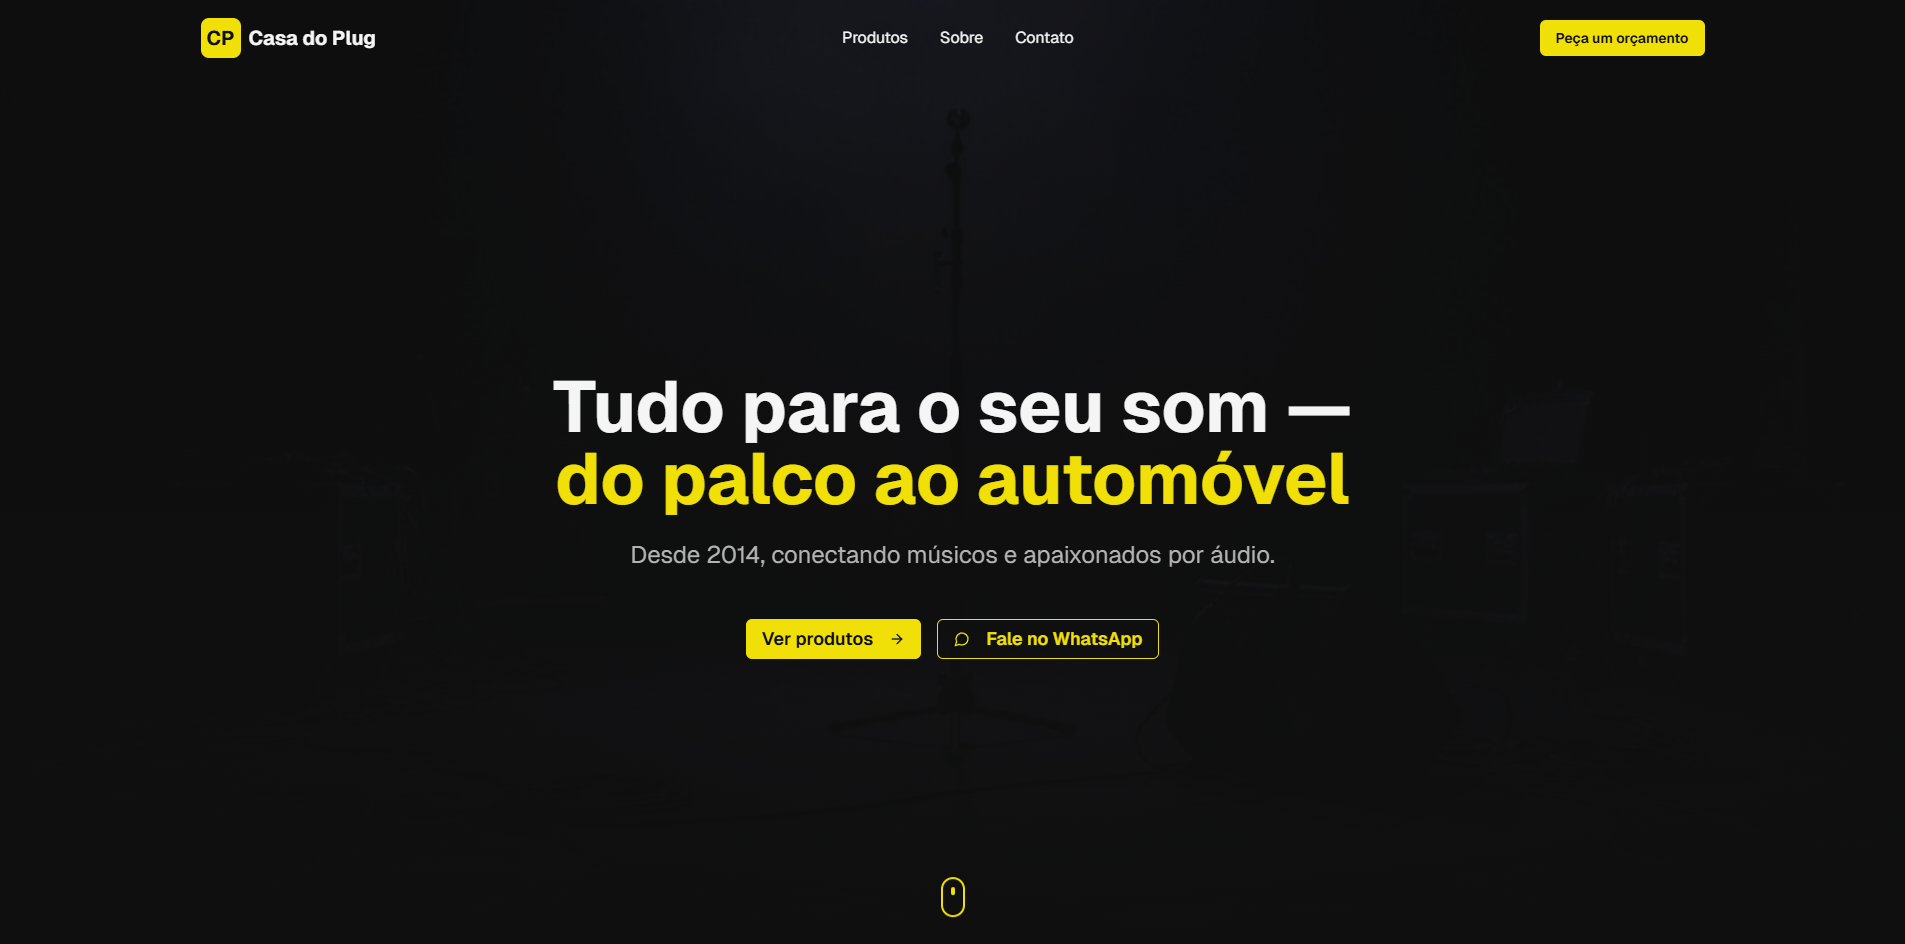 CP Casa do Plug
Produtos Sobre Contato
Peça um orçamento
Tudo para o seu som —
do palco ao automóvel
Desde 2014, conectando músicos e apaixonados por áudio.
Ver produtos →
Fale no WhatsApp